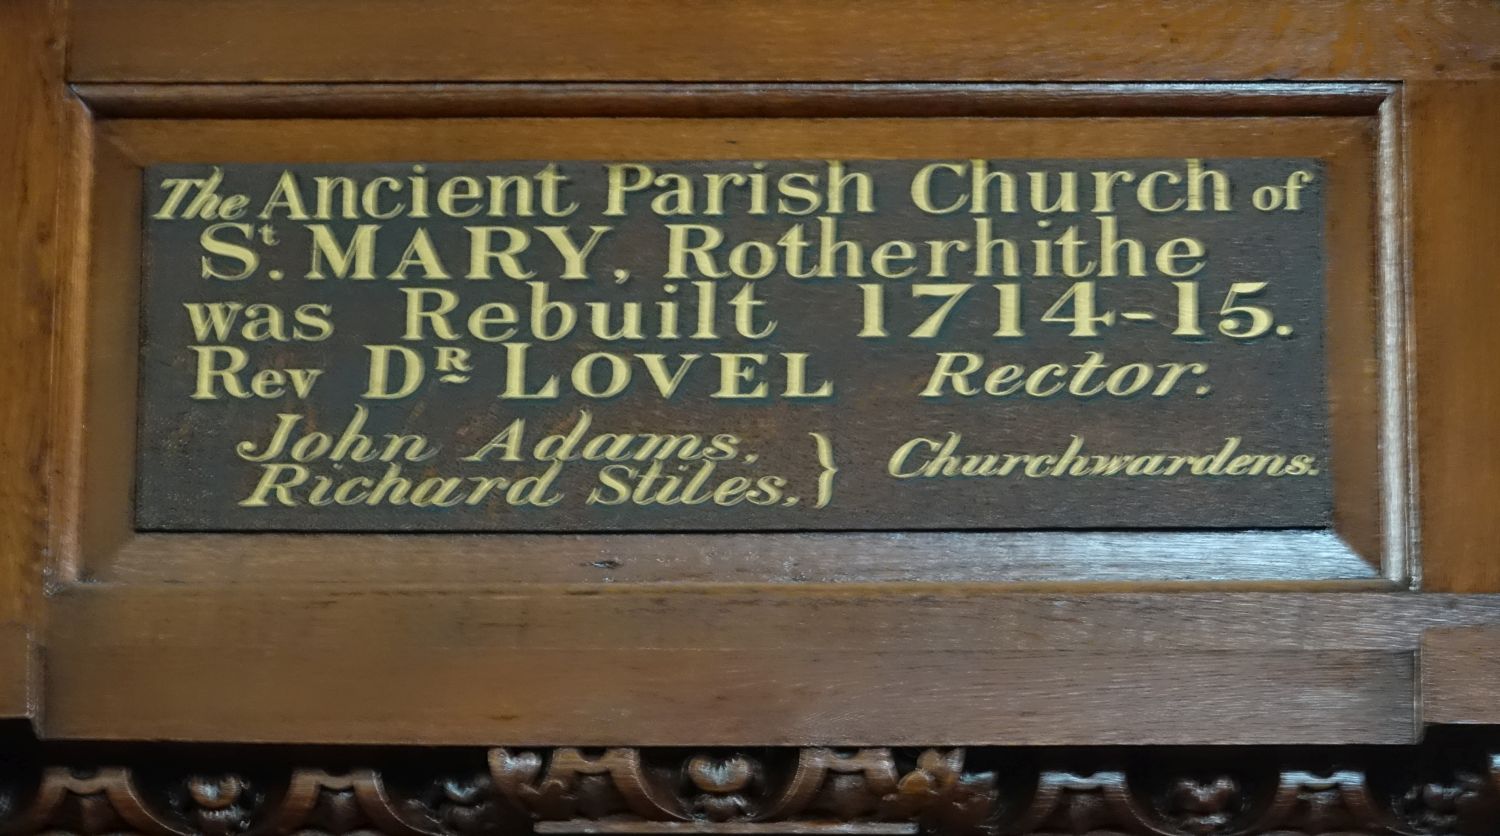 The Ancient Parish Church of
St. MARY, Rotherhithe
was Rebuilt 1714-15.
Rev DR LOVEL Rector.
John Adams,
Richard Stiles, } Churchwardens.